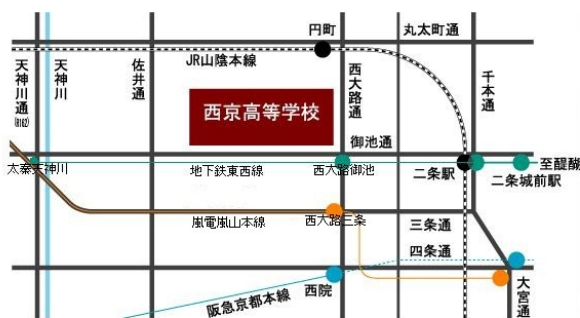 円町
丸太町通
JR山陰本線
天神川通
(R162)
天神川
佐井通
西大路通
千本通
西京高等学校
御池通
太秦天神川
地下鉄東西線
西大路御池
二条駅
至醍醐
二条城前駅
嵐電嵐山本線
西大路三条
三条通
四条通
阪急京都本線
西院
大宮通